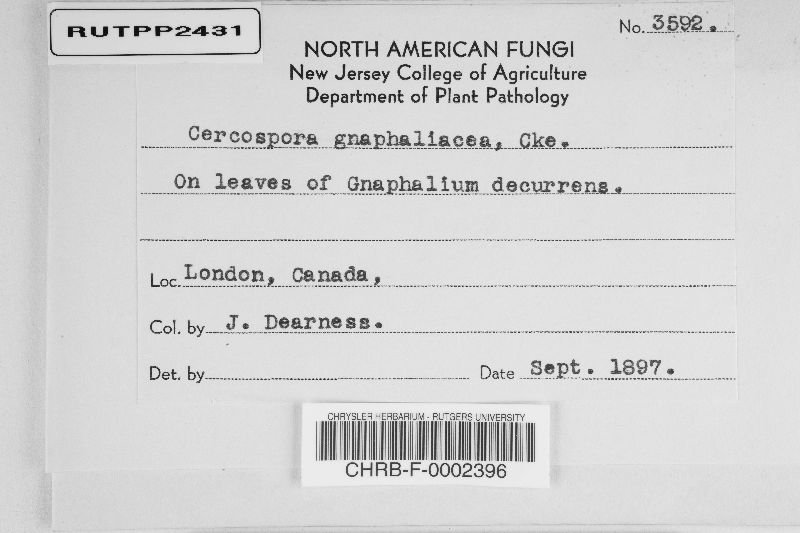 RUTPP2431
No. 3592.
NORTH AMERICAN FUNGI
New Jersey College of Agriculture
Department of Plant Pathology
Cercospora gnaphaliacea, Cke.
On leaves of Gnaphalium decurrens.
Loc. London, Canada,
Col. by J. Dearness.
Det. by
Date Sept. 1897.
CHRYSLER HERBARIUM - RUTGERS UNIVERSITY
CHRB-F-0002396